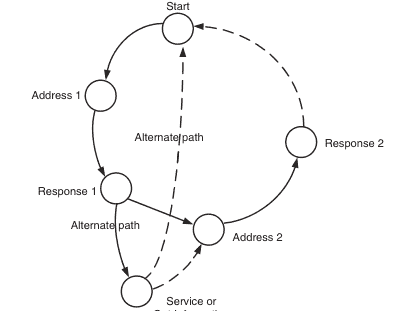 Start
Address 1
Alternate path
Response 2
Response 1
Alternate path
Address 2
Service or